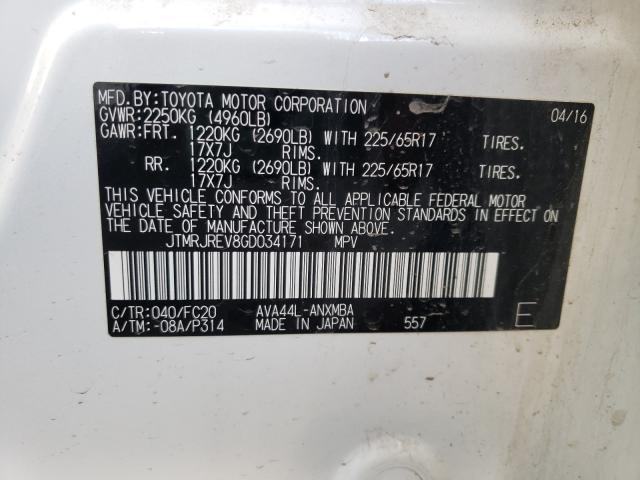 MFD.BY:TOYOTA MOTOR CORPORATION 04/16
GVWR:2250KG (4960LB)
GAWR:FRT. 1220KG (2690LB) WITH 225/65R17 TIRES.
17X7J RIMS.
RR. 1220KG (2690LB) WITH 225/65R17 TIRES.
17X7J RIMS.
THIS VEHICLE CONFORMS TO ALL APPLICABLE FEDERAL MOTOR
VEHICLE SAFETY AND THEFT PREVENTION STANDARDS IN EFFECT ON
THE DATE OF MANUFACTURE SHOWN ABOVE.
JTMRJREV8GD034171 MPV
C/TR:040/FC20 AVA44L-ANXMBA
A/TM:-08A/P314 MADE IN JAPAN 557 E